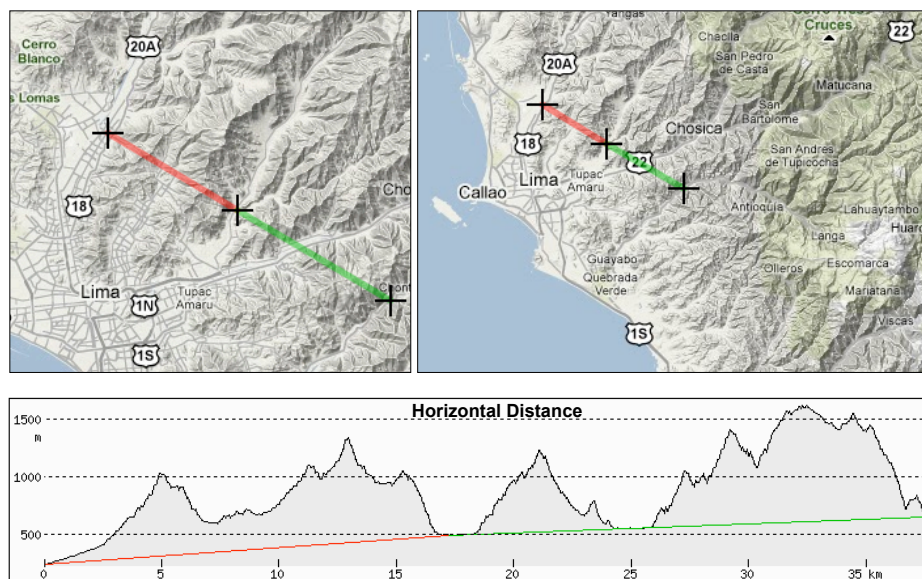 Cerro
Blanco
20A
s Lomas
18
Cho
Lima
Tupac
Amaru
1N
1S
Yangas
Cruces
22
Chaclla
San Pedro
de Casta
20A
Matucana
San
Bartolome
Chosica
18
22
San Andres
de Tupicocha
Lima
Tupac
Amaru
Callao
Antioquia
Lahuaytambo
Langa
Huaro
Olleros
Escomarca
Guayabo
Quebrada
Verde
Mariatana
1S
Viscas
Horizontal Distance
1500
m
1000
500
0
5
10
15
20
25
30
35 km